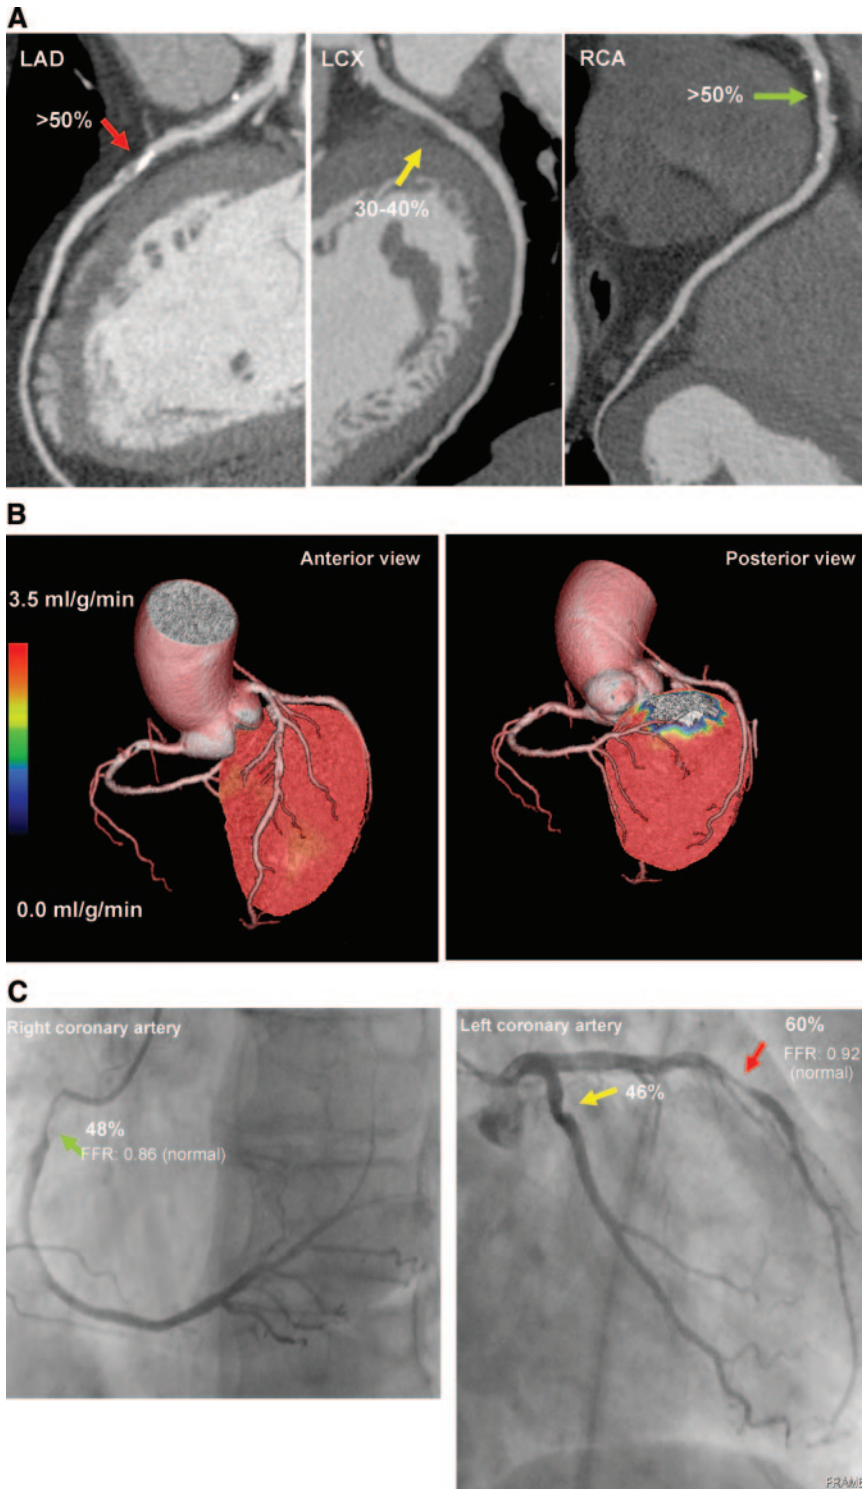 A
LAD
>50%
LCX
30-40%
RCA
>50%
B
Anterior view
3.5 ml/g/min
0.0 ml/g/min
Posterior view
C
Right coronary artery
48%
FFR: 0.86 (normal)
Left coronary artery
60%
FFR: 0.92
(normal)
46%
FRAME